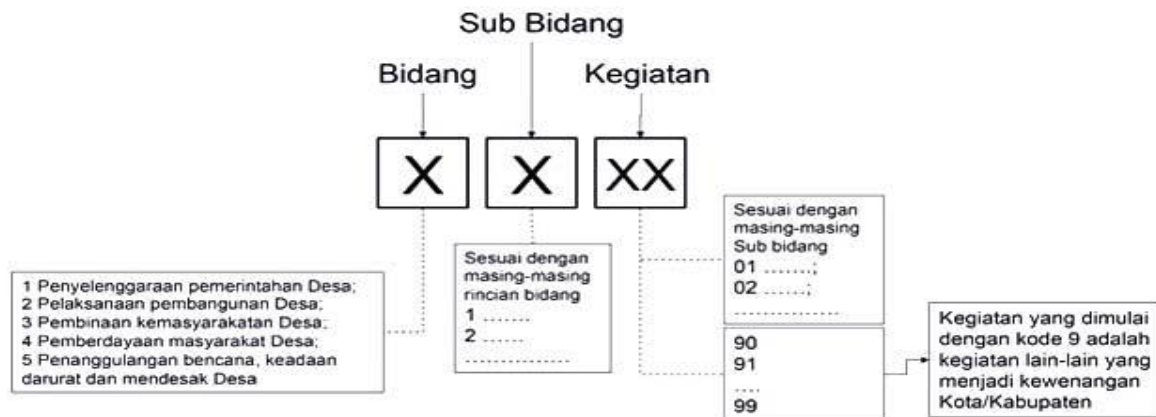 Sub Bidang
Bidang
Kegiatan
X
X
XX
1 Penyelenggaraan pemerintahan Desa;
2 Pelaksanaan pembangunan Desa;
3 Pembinaan kemasyarakatan Desa;
4 Pemberdayaan masyarakat Desa;
5 Penanggulangan bencana, keadaan
darurat dan mendesak Desa
Sesuai dengan
masing-masing
rincian bidang
1 .......
2 ......
..................
Sesuai dengan
masing-masing
Sub bidang
01 .......;
02 ......;
..................
90
91
....
99
Kegiatan yang dimulai
dengan kode 9 adalah
kegiatan lain-lain yang
menjadi kewenangan
Kota/Kabupaten